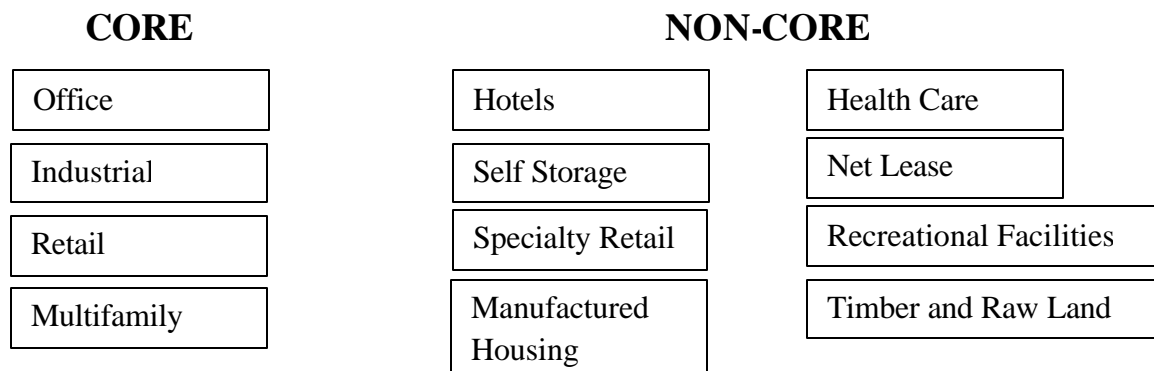 CORE
NON-CORE
Office
Industrial
Retail
Multifamily
Hotels
Self Storage
Specialty Retail
Manufactured
Housing
Health Care
Net Lease
Recreational Facilities
Timber and Raw Land